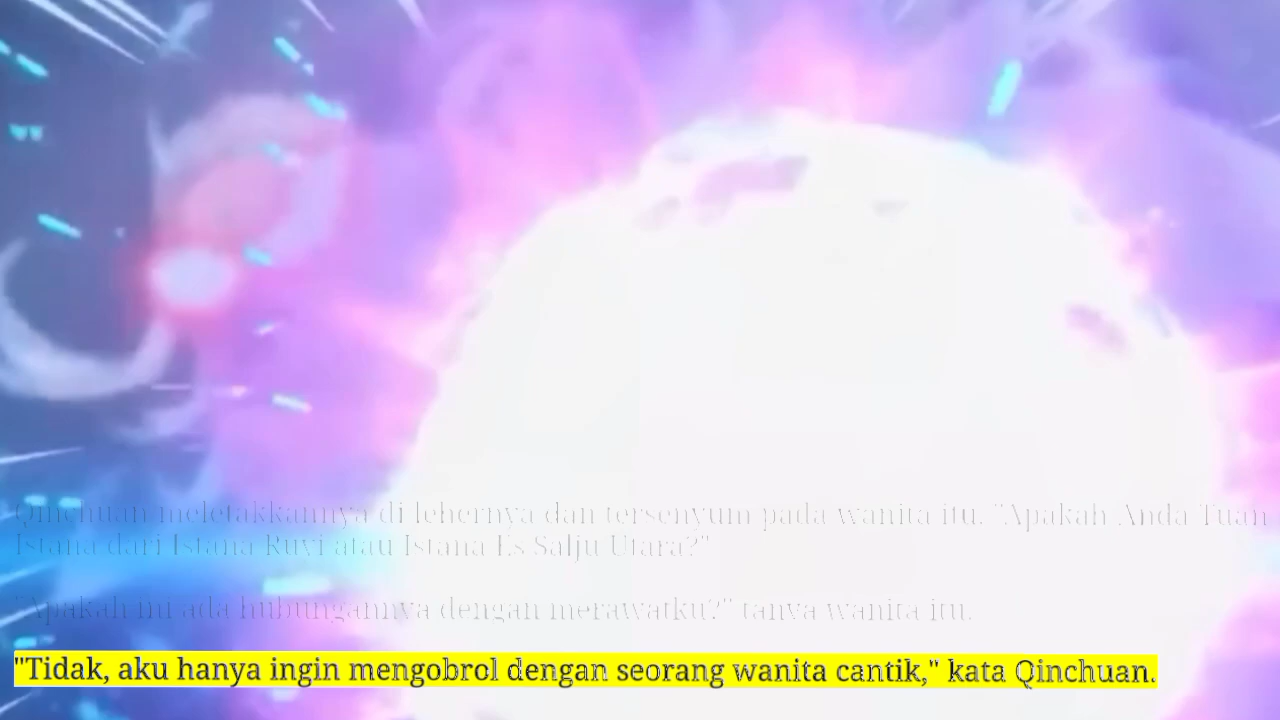 Qinchuan meletakkannya di lehernya dan tersenyum pada wanita itu. "Apakah Anda Tuan
Istana dari Istana Ruyi atau Istana Es Salju Utara?"
"Apakah ini ada hubungannya dengan merawatku?" tanya wanita itu.
"Tidak, aku hanya ingin mengobrol dengan seorang wanita cantik," kata Qinchuan.